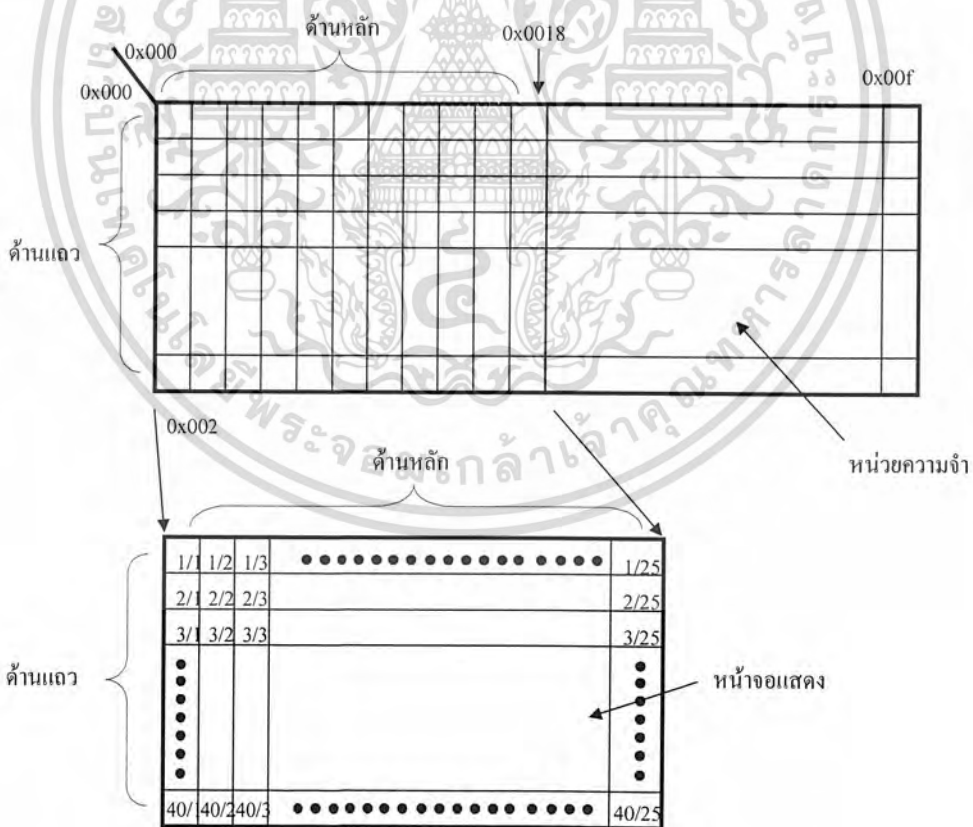 ด้านหลัก
0x0018
0x000
0x00f
0x000
ด้านแถว
0x002
หน่วยความจำ
ด้านหลัก
1/1 1/2 1/3 1/25
2/1 2/2 2/3 2/25
3/1 3/2 3/3 3/25
ด้านแถว
หน้าจอแสดง
40/1 40/2 40/3 40/25